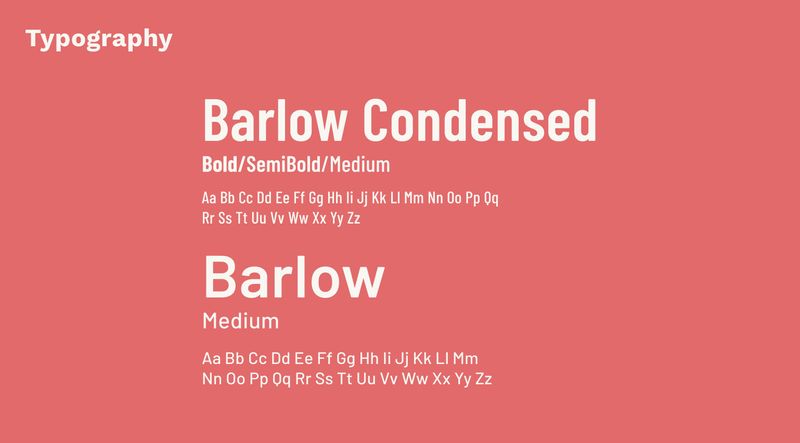 Typography
Barlow Condensed
Bold/SemiBold/Medium
Aa Bb Cc Dd Ee Ff Gg Hh Ii Jj Kk Ll Mm Nn Oo Pp Qq
Rr Ss Tt Uu Vv Ww Xx Yy Zz
Barlow
Medium
Aa Bb Cc Dd Ee Ff Gg Hh Ii Jj Kk Ll Mm
Nn Oo Pp Qq Rr Ss Tt Uu Vv Ww Xx Yy Zz